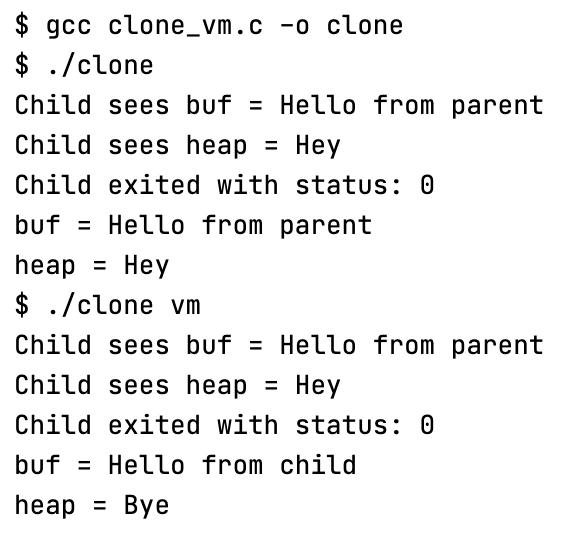 $ gcc clone_vm.c -o clone
$ ./clone
Child sees buf = Hello from parent
Child sees heap = Hey
Child exited with status: 0
buf = Hello from parent
heap = Hey
$ ./clone vm
Child sees buf = Hello from parent
Child sees heap = Hey
Child exited with status: 0
buf = Hello from child
heap = Bye